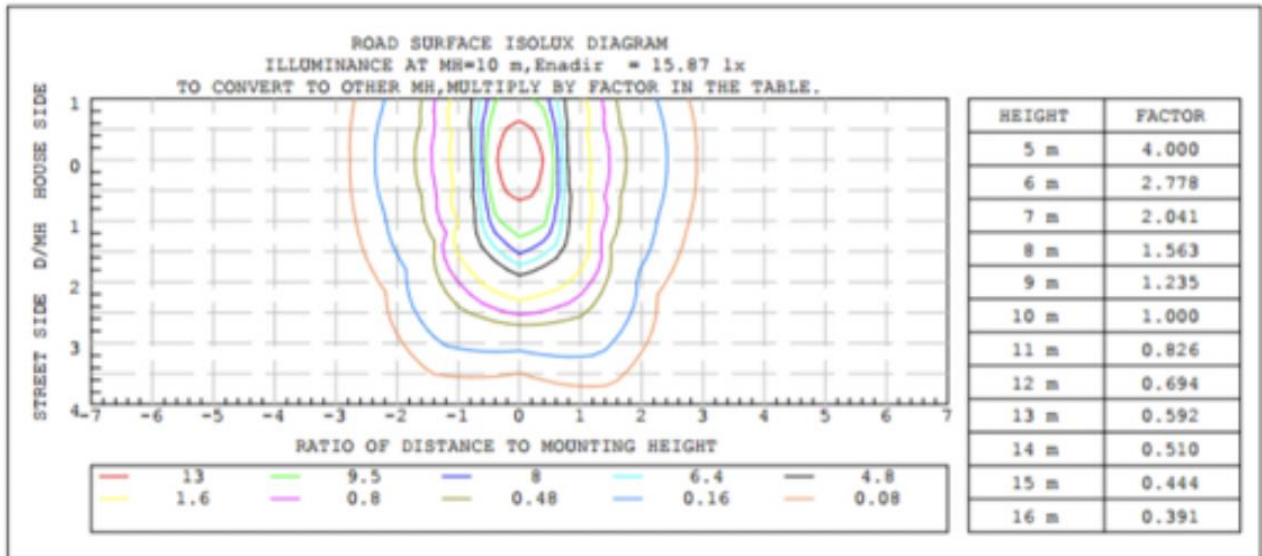 ROAD SURFACE ISOLUX DIAGRAM
ILLUMINANCE AT MH=10 m,Enadir = 15.87 lx
TO CONVERT TO OTHER MH,MULTIPLY BY FACTOR IN THE TABLE.
STREET SIDE D/MH HOUSE SIDE
1
0
1
2
3
4
-7 -6 -5 -4 -3 -2 -1 0 1 2 3 4 5 6 7
RATIO OF DISTANCE TO MOUNTING HEIGHT
13 9.5 8 6.4 4.8
1.6 0.8 0.48 0.16 0.08
HEIGHT FACTOR
5 m 4.000
6 m 2.778
7 m 2.041
8 m 1.563
9 m 1.235
10 m 1.000
11 m 0.826
12 m 0.694
13 m 0.592
14 m 0.510
15 m 0.444
16 m 0.391